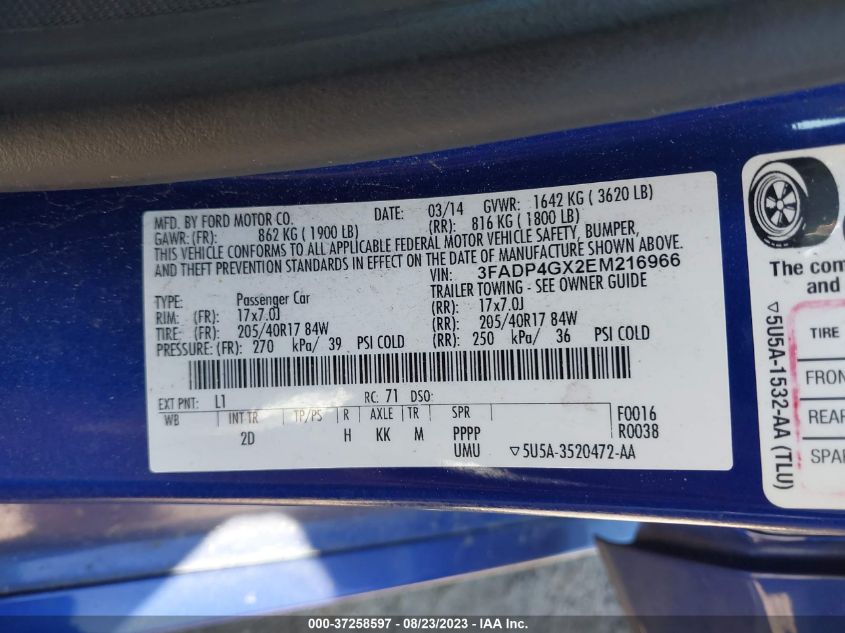 MFD. BY FORD MOTOR CO. DATE: 03/14 GVWR: 1642 KG ( 3620 LB)
GAWR: (FR): 862 KG ( 1900 LB) (RR): 816 KG ( 1800 LB)
THIS VEHICLE CONFORMS TO ALL APPLICABLE FEDERAL MOTOR VEHICLE SAFETY, BUMPER,
AND THEFT PREVENTION STANDARDS IN EFFECT ON THE DATE OF MANUFACTURE SHOWN ABOVE.
VIN: 3FADP4GX2EM216966
TYPE: Passenger Car TRAILER TOWING - SEE OWNER GUIDE
RIM: (FR): 17x7.0J (RR): 17x7.0J
TIRE: (FR): 205/40R17 84W (RR): 205/40R17 84W
PRESSURE: (FR): 270 kPa/ 39 PSI COLD (RR): 250 kPa/ 36 PSI COLD
EXT PNT: L1 RC: 71 DSO:
WB INT TR TP/PS R AXLE TR SPR F0016
2D H KK M PPPP R0038
UMU ▽5U5A-3520472-AA
The com
and
TIRE
FRON
REAR
SPAR
▽5U5A-1532-AA (TLU)
000-37258597 - 08/23/2023 - IAA Inc.